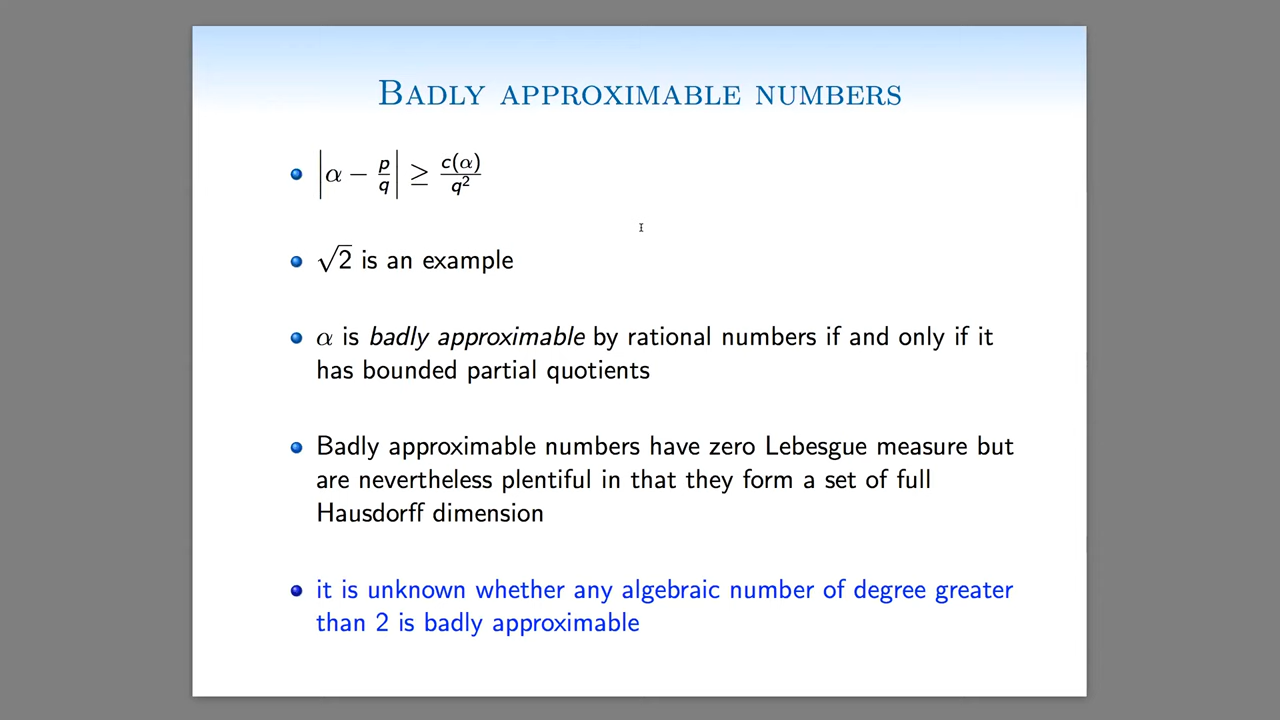 Badly approximable numbers
• |α − p/q| ≥ c(α)/q²
• √2 is an example
• α is badly approximable by rational numbers if and only if it
has bounded partial quotients
• Badly approximable numbers have zero Lebesgue measure but
are nevertheless plentiful in that they form a set of full
Hausdorff dimension
• it is unknown whether any algebraic number of degree greater
than 2 is badly approximable